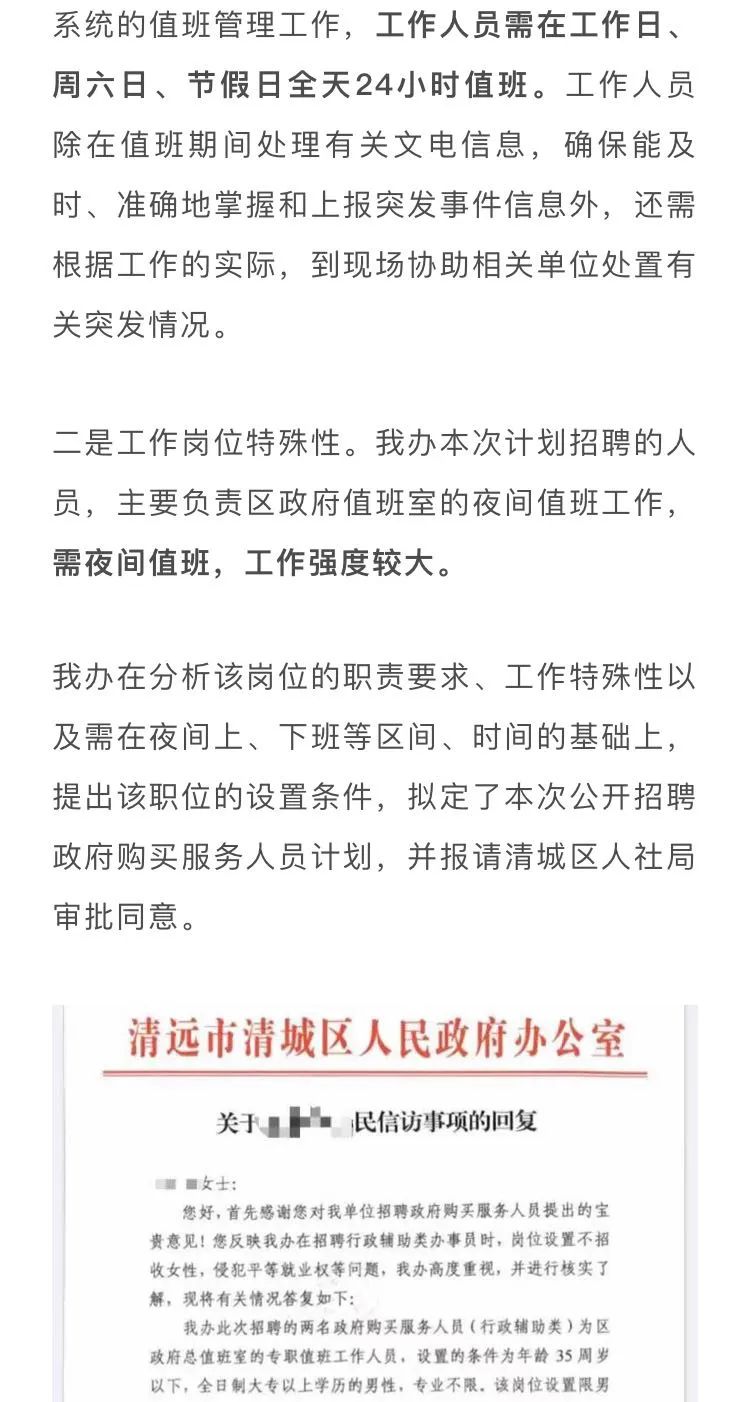 系统的值班管理工作，工作人员需在工作日、
周六日、节假日全天24小时值班。工作人员
除在值班期间处理有关文电信息，确保能及
时、准确地掌握和上报突发事件信息外，还需
根据工作的实际，到现场协助相关单位处置有
关突发情况。
二是工作岗位特殊性。我办本次计划招聘的人
员，主要负责区政府值班室的夜间值班工作，
需夜间值班，工作强度较大。
我办在分析该岗位的职责要求、工作特殊性以
及需在夜间上、下班等区间、时间的基础上，
提出该职位的设置条件，拟定了本次公开招聘
政府购买服务人员计划，并报请清城区人社局
审批同意。
清远市清城区人民政府办公室
关于民信访事项的回复
女士：
您好，首先感谢您对我单位招聘政府购买服务人员提出的宝
贵意见！您反映我办在招聘行政辅助类办事员时，岗位设置不招
收女性，侵犯平等就业权等问题，我办高度重视，并进行核实了
解，现将有关情况答复如下：
我办此次招聘的两名政府购买服务人员（行政辅助类）为区
政府总值班室的专职值班工作人员，设置的条件为年龄 35 周岁
以下，全日制大专以上学历的男性，专业不限。该岗位设置限男